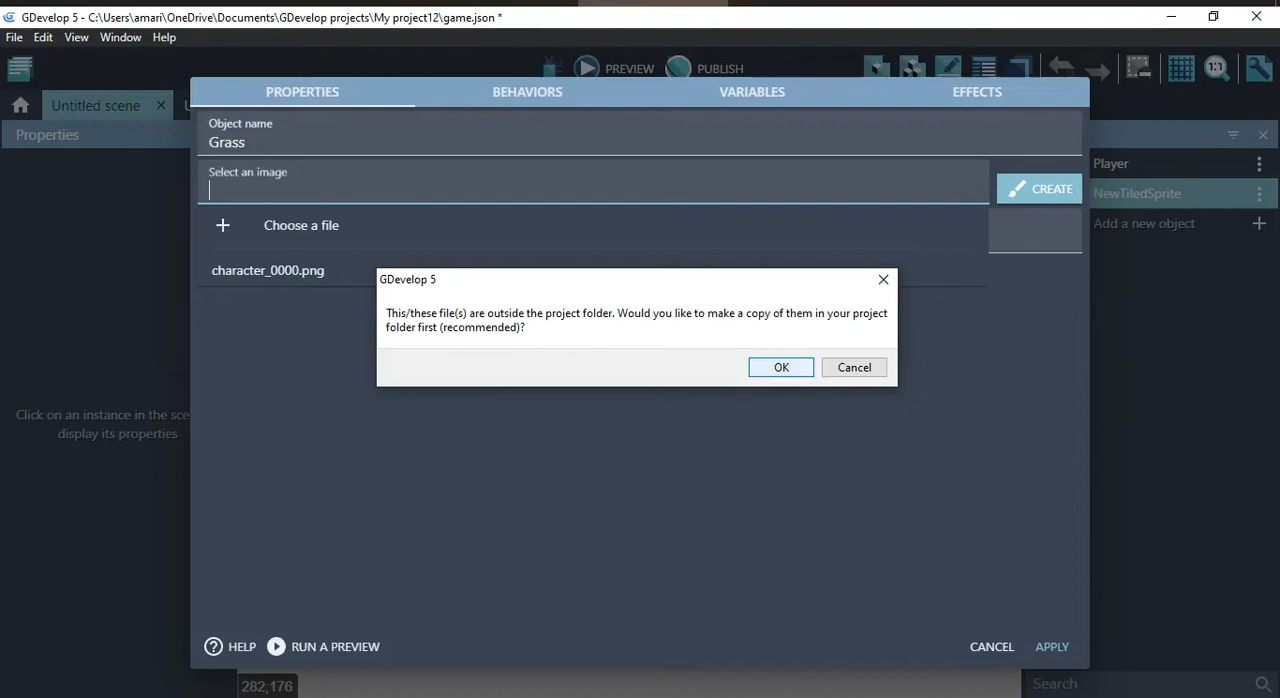 GDevelop 5 - C:\Users\amari\OneDrive\Documents\GDevelop projects\My project12\game.json *
File Edit View Window Help
PREVIEW PUBLISH 1:1
Untitled scene × U
Properties
PROPERTIES BEHAVIORS VARIABLES EFFECTS
Object name
Grass
Select an image
CREATE
+ Choose a file
character_0000.png
Player
NewTiledSprite
Add a new object +
GDevelop 5
This/these file(s) are outside the project folder. Would you like to make a copy of them in your project
folder first (recommended)?
OK Cancel
Click on an instance in the sce
display its properties
? HELP RUN A PREVIEW CANCEL APPLY
282;176
Search